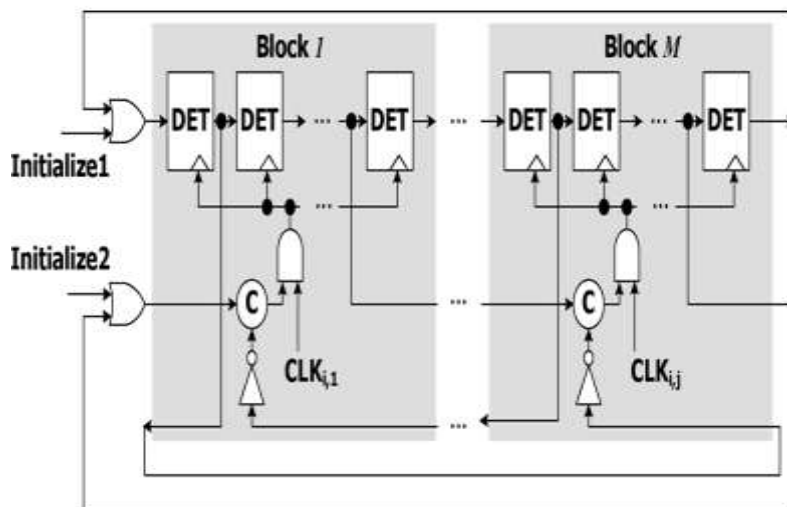 Block 1
Block M
DET
DET
...
DET
...
DET
DET
...
DET
Initialize1
...
...
Initialize2
C
...
C
CLKi,1
CLKi,j
...